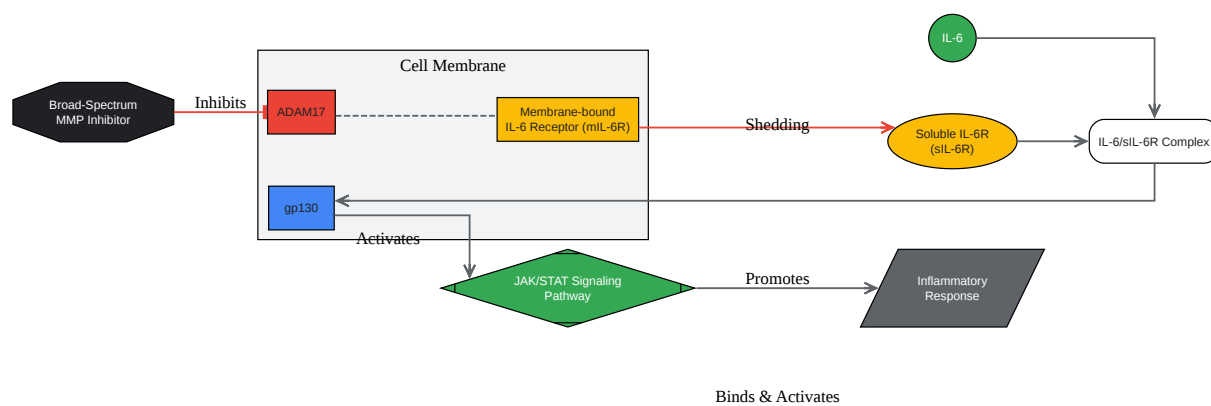 IL-6
Cell Membrane
Broad-Spectrum
MMP Inhibitor
Inhibits
ADAM17
Membrane-bound
IL-6 Receptor (mIL-6R)
Shedding
Soluble IL-6R
(sIL-6R)
IL-6/sIL-6R Complex
gp130
Activates
JAK/STAT Signaling
Pathway
Promotes
Inflammatory
Response
Binds & Activates